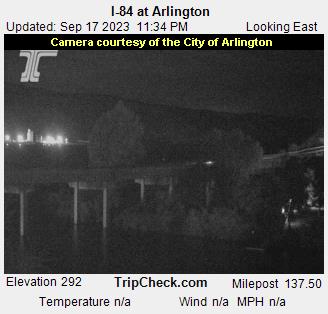 I-84 at Arlington
Updated: Sep 17 2023 11:34 PM Looking East
Camera courtesy of the City of Arlington
Elevation 292 TripCheck.com Milepost 137.50
Temperature n/a Wind n/a MPH n/a